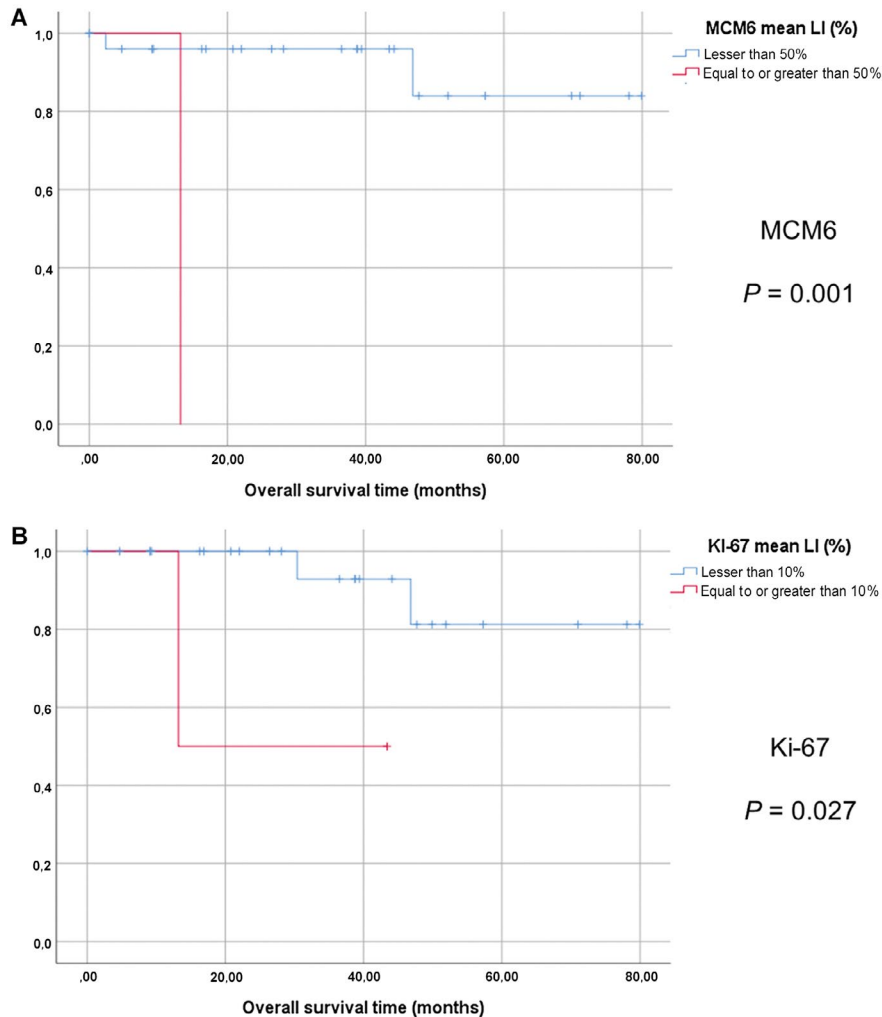 A
MCM6 mean LI (%)
Lesser than 50%
Equal to or greater than 50%
1,0
0,8
0,6
0,4
0,2
0,0
,00 20,00 40,00 60,00 80,00
Overall survival time (months)
MCM6
P = 0.001
B
KI-67 mean LI (%)
Lesser than 10%
Equal to or greater than 10%
1,0
0,8
0,6
0,4
0,2
0,0
,00 20,00 40,00 60,00 80,00
Overall survival time (months)
Ki-67
P = 0.027